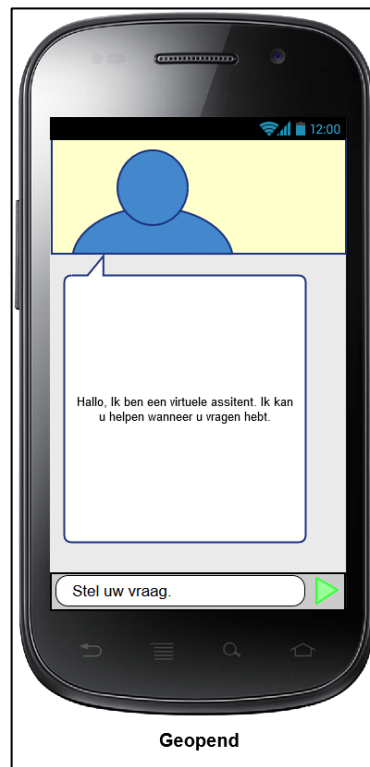 12:00
Hallo, Ik ben een virtuele assitent. Ik kan
u helpen wanneer u vragen hebt.
Stel uw vraag.
Geopend